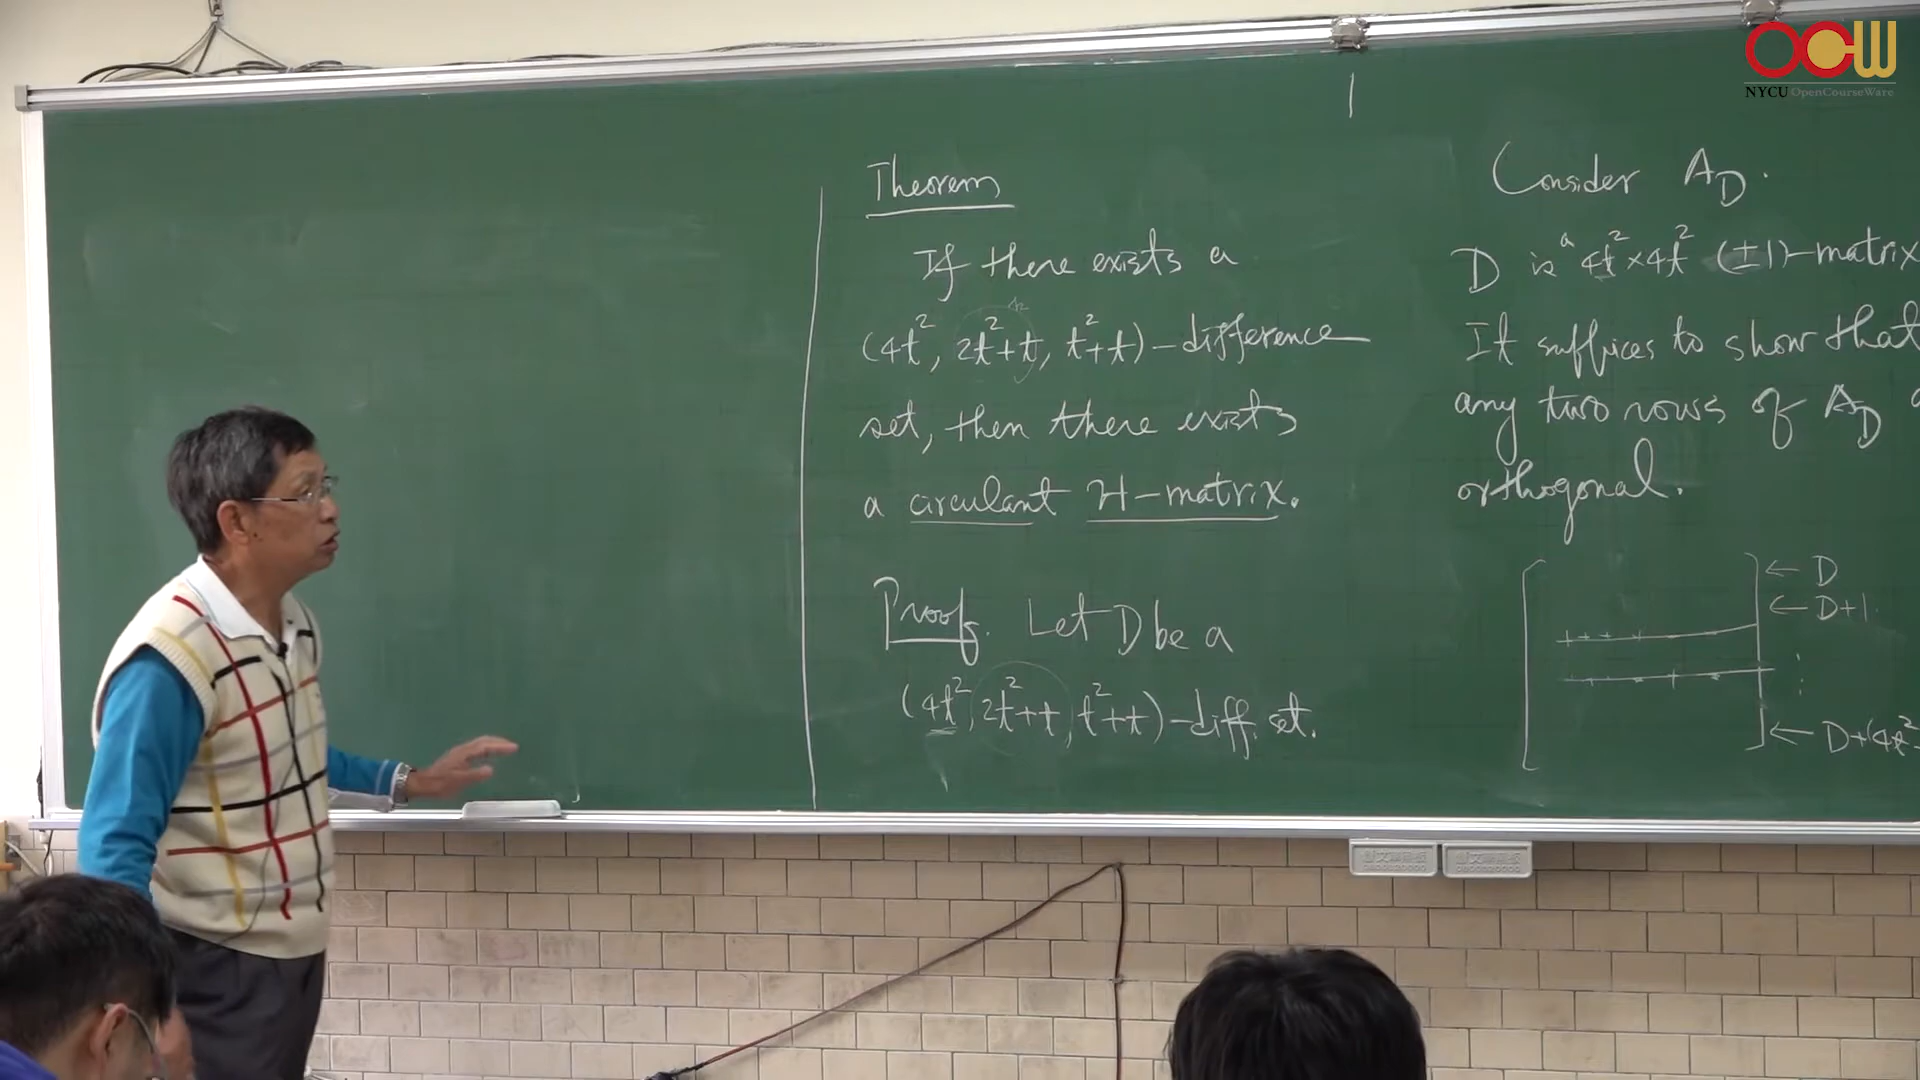 OCW
NYCU OpenCourseWare
Theorem
If there exists a
(4t², 2t²+t, t²+t)-difference
set, then there exists
a circulant H-matrix.
Proof. Let D be a
(4t², 2t²+t, t²+t)-diff. set.
Consider A_D.
D is a 4t²×4t² (±1)-matrix
It suffices to show that
any two rows of A_D
orthogonal.
← D
← D+1.
⋮
← D+(4t²-